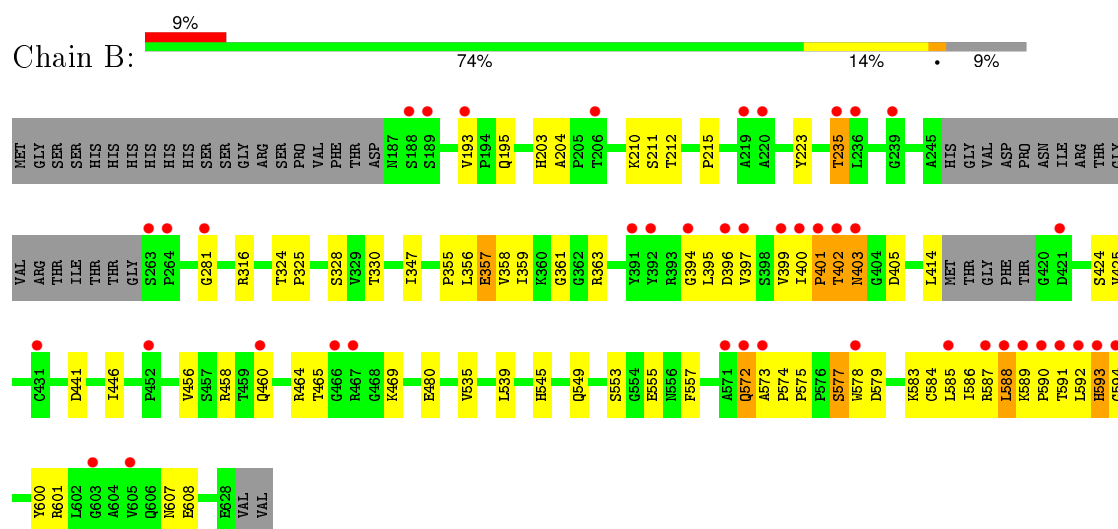 9%
Chain B:
74% 14% • 9%
MET GLY SER SER HIS HIS HIS HIS HIS HIS SER SER GLY ARG SER PRO VAL PHE THR ASP N187 S188 S189 V193 P194 Q195 H203 A204 P205 T206 K210 S211 T212 P215 A219 A220 Y223 T235 L236 G239 A245 HIS GLY VAL ASP PRO ASN ILE ARG THR GLY
VAL ARG THR ILE THR THR GLY S263 P264 G281 R316 T324 P325 S328 V329 T330 I347 P355 L356 E357 V358 I359 K360 G361 G362 R363 Y391 Y392 R393 G394 L395 D396 V397 S398 V399 I400 P401 T402 N403 G404 D405 L414 MET THR GLY PHE THR G420 D421 S424 V425
C431 D441 I446 P452 V456 S457 R458 T459 Q460 R464 T465 G466 R467 G468 K469 E480 V535 L539 H545 Q549 S553 G554 E555 N556 F557 A571 Q572 A573 P574 P575 P576 S577 W578 D579 K583 C584 L585 I586 R587 L588 K589 P590 T591 L592 H593 G594
Y600 R601 L602 G603 A604 V605 Q606 N607 E608 E628 VAL VAL